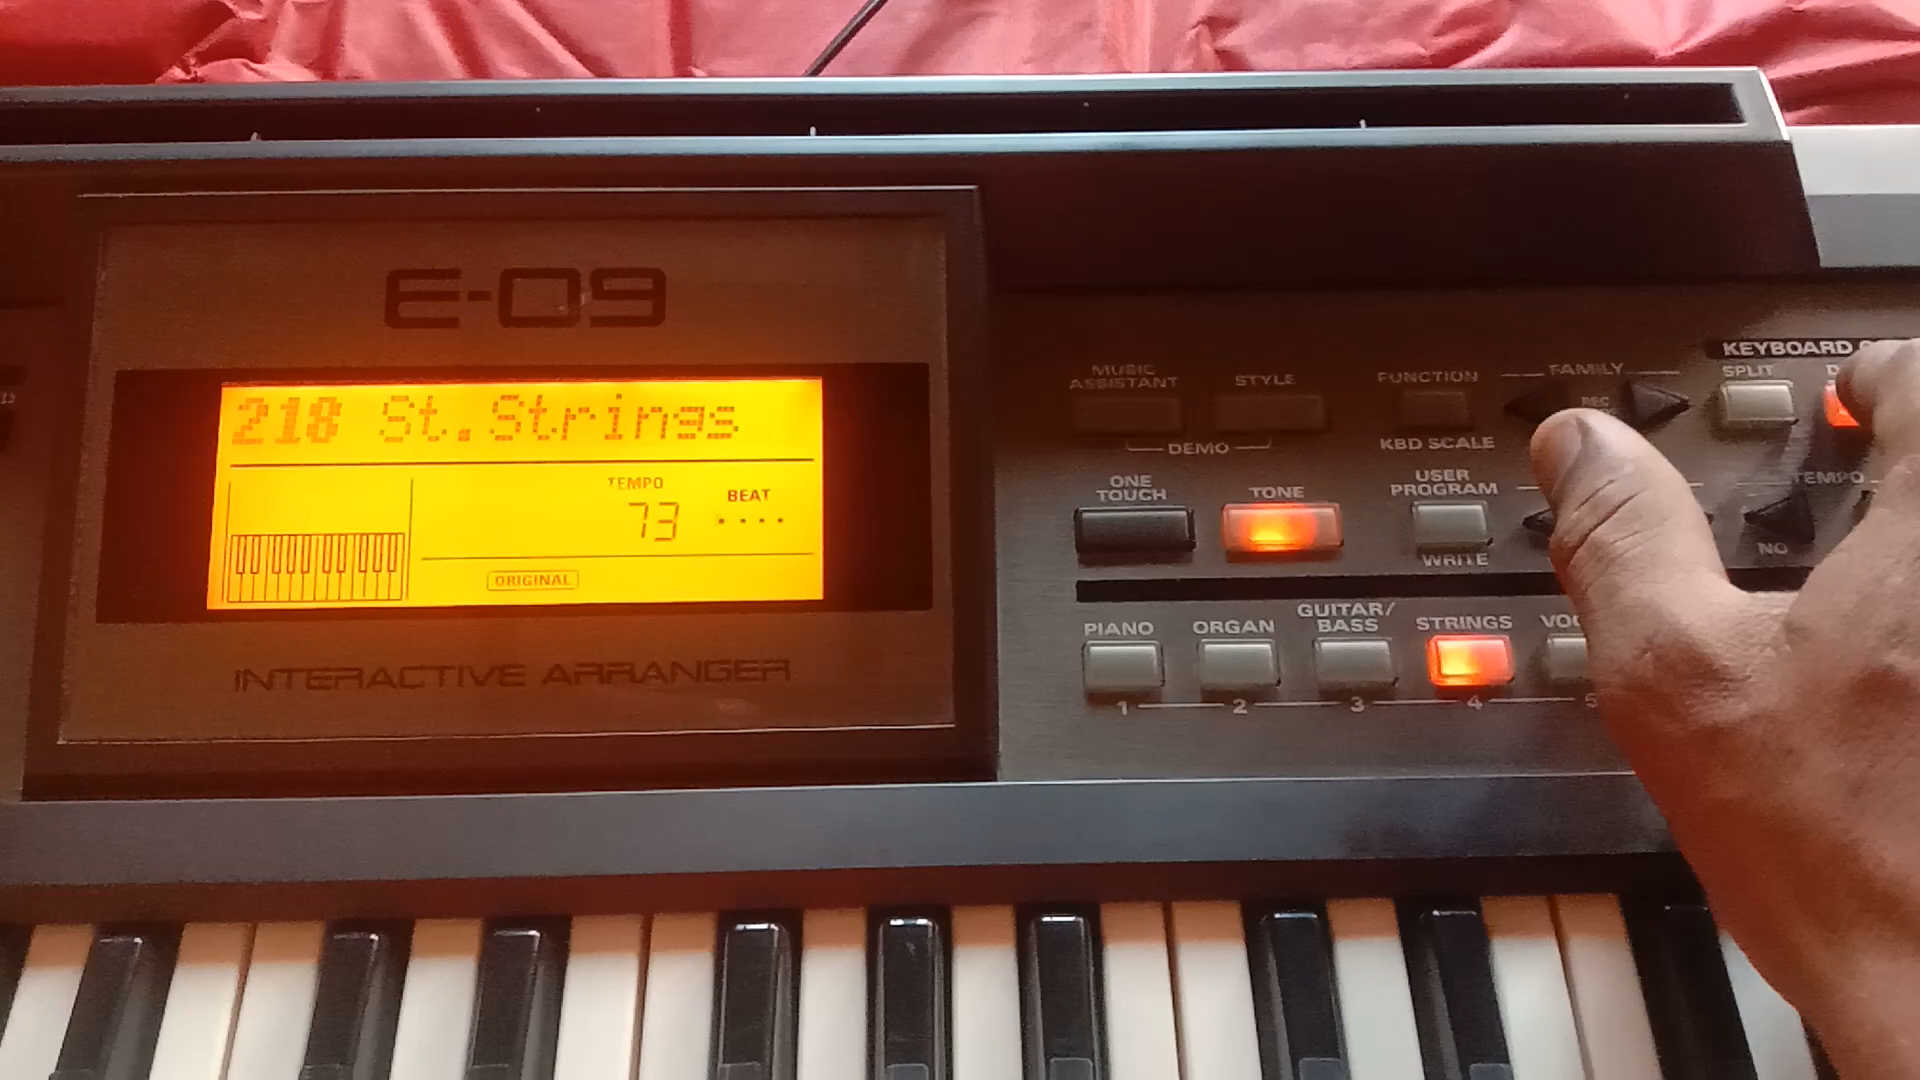 E-09
218 St.Strings
TEMPO
73
BEAT
ORIGINAL
INTERACTIVE ARRANGER
MUSIC ASSISTANT
STYLE
DEMO
FUNCTION
KBD SCALE
FAMILY
REC
KEYBOARD
SPLIT
ONE TOUCH
TONE
USER PROGRAM
WRITE
TEMPO
NO
PIANO
ORGAN
GUITAR/
BASS
STRINGS
1
2
3
4
5